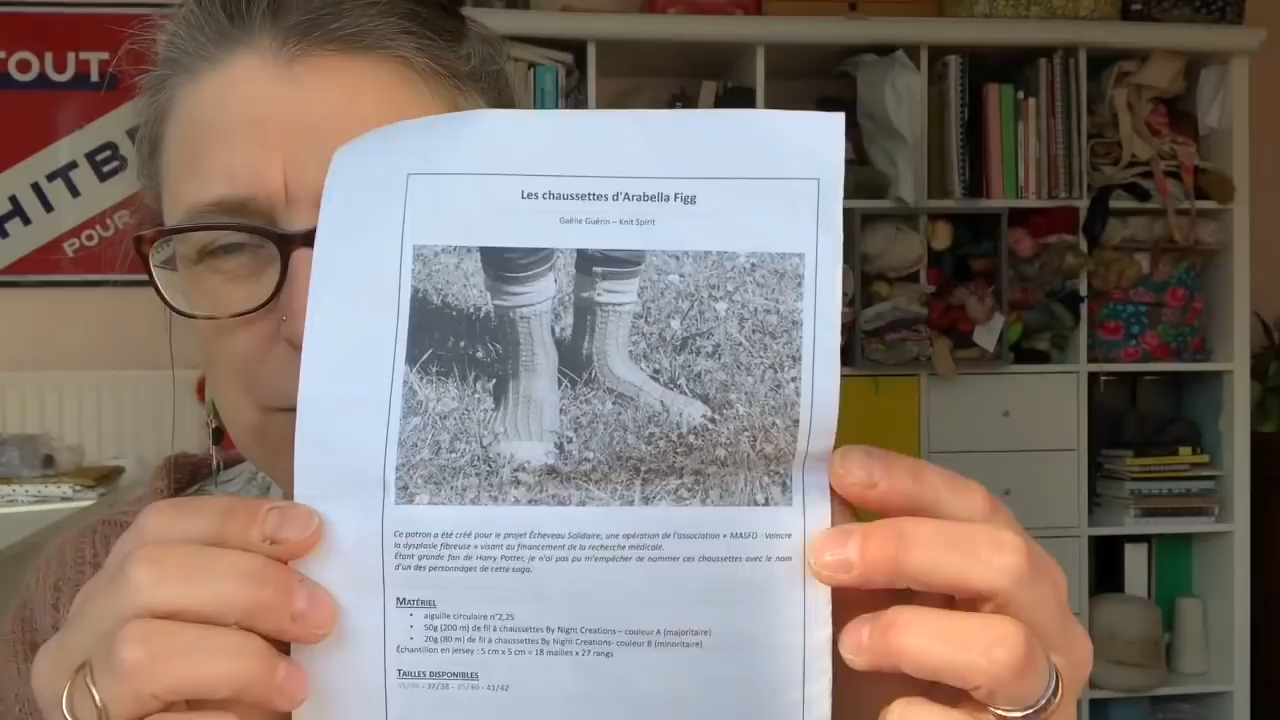 TOUT
HITB
POUR
Les chaussettes d'Arabella Figg
Gaëlle Guérin – Knit Spirit
Ce patron a été créé pour le projet Écheveau Solidaire, une opération de l'association « MASFD : Vaincre
la dysplasie fibreuse » visant au financement de la recherche médicale.
Étant grande fan de Harry Potter, je n'ai pas pu m'empêcher de nommer ces chaussettes avec le nom
d'un des personnages de cette saga.
MATÉRIEL
• aiguille circulaire n°2,25
• 50g (200 m) de fil à chaussettes By Night Creations – couleur A (majoritaire)
• 20g (80 m) de fil à chaussettes By Night Creations- couleur B (minoritaire)
Échantillon en jersey : 5 cm x 5 cm = 18 mailles x 27 rangs
TAILLES DISPONIBLES
- 37/38 - 39/40 - 41/42